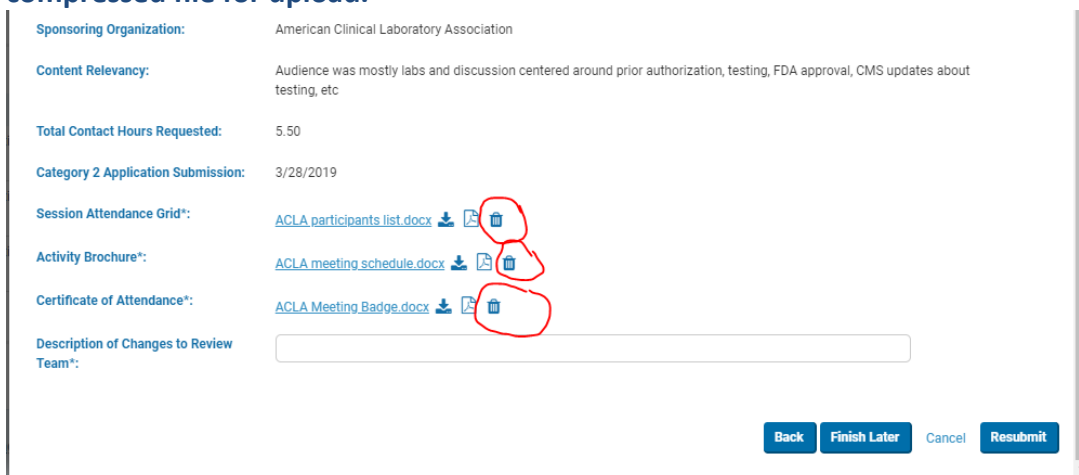 compressed file for upload.
Sponsoring Organization: American Clinical Laboratory Association
Content Relevancy: Audience was mostly labs and discussion centered around prior authorization, testing, FDA approval, CMS updates about
testing, etc
Total Contact Hours Requested: 5.50
Category 2 Application Submission: 3/28/2019
Session Attendance Grid*: ACLA participants list.docx
Activity Brochure*: ACLA meeting schedule.docx
Certificate of Attendance*: ACLA Meeting Badge.docx
Description of Changes to Review
Team*:
Back Finish Later Cancel Resubmit